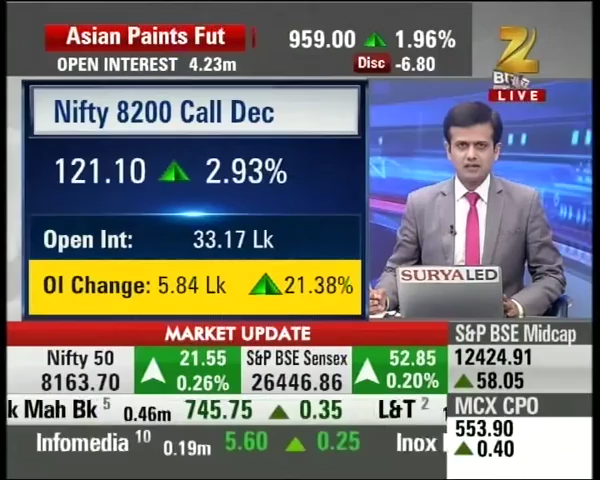 Asian Paints Fut
959.00 1.96%
OPEN INTEREST 4.23m
Disc -6.80
LIVE
Nifty 8200 Call Dec
121.10 2.93%
Open Int: 33.17 Lk
OI Change: 5.84 Lk 21.38%
SURYA LED
MARKET UPDATE
Nifty 50
8163.70
21.55
0.26%
S&P BSE Sensex
26446.86
52.85
0.20%
S&P BSE Midcap
12424.91
58.05
k Mah Bk 5 0.46m 745.75 0.35 L&T 2
MCX CPO
553.90
0.40
Infomedia 10 0.19m 5.60 0.25 Inox